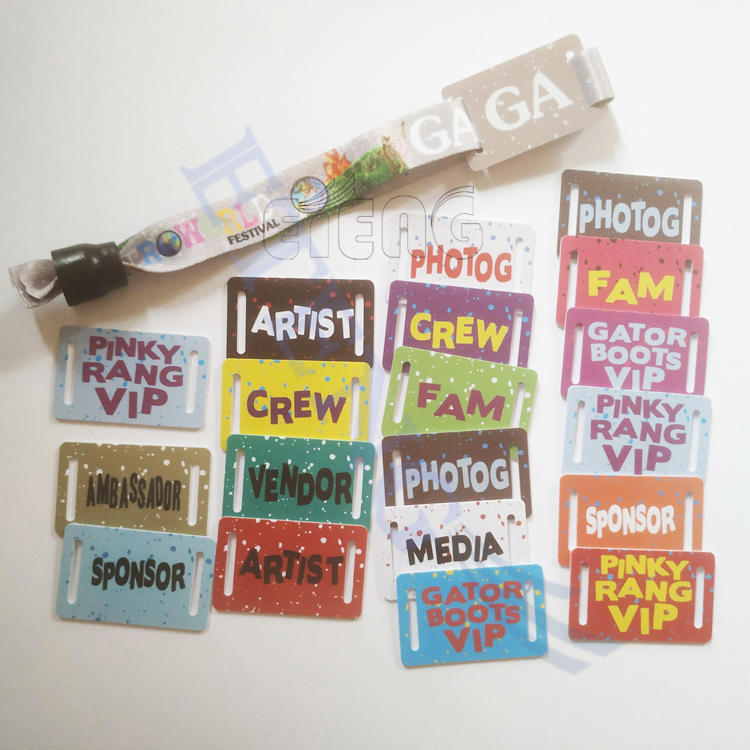 GA
GA
GROWORLD
FESTIVAL
PHOTOG
FAM
GATOR
BOOTS
VIP
PINKY
RANG
VIP
SPONSOR
PINKY
RANG
VIP
PHOTOG
CREW
FAM
PHOTOG
MEDIA
GATOR
BOOTS
VIP
ARTIST
CREW
VENDOR
ARTIST
PINKY
RANG
VIP
AMBASSADOR
SPONSOR